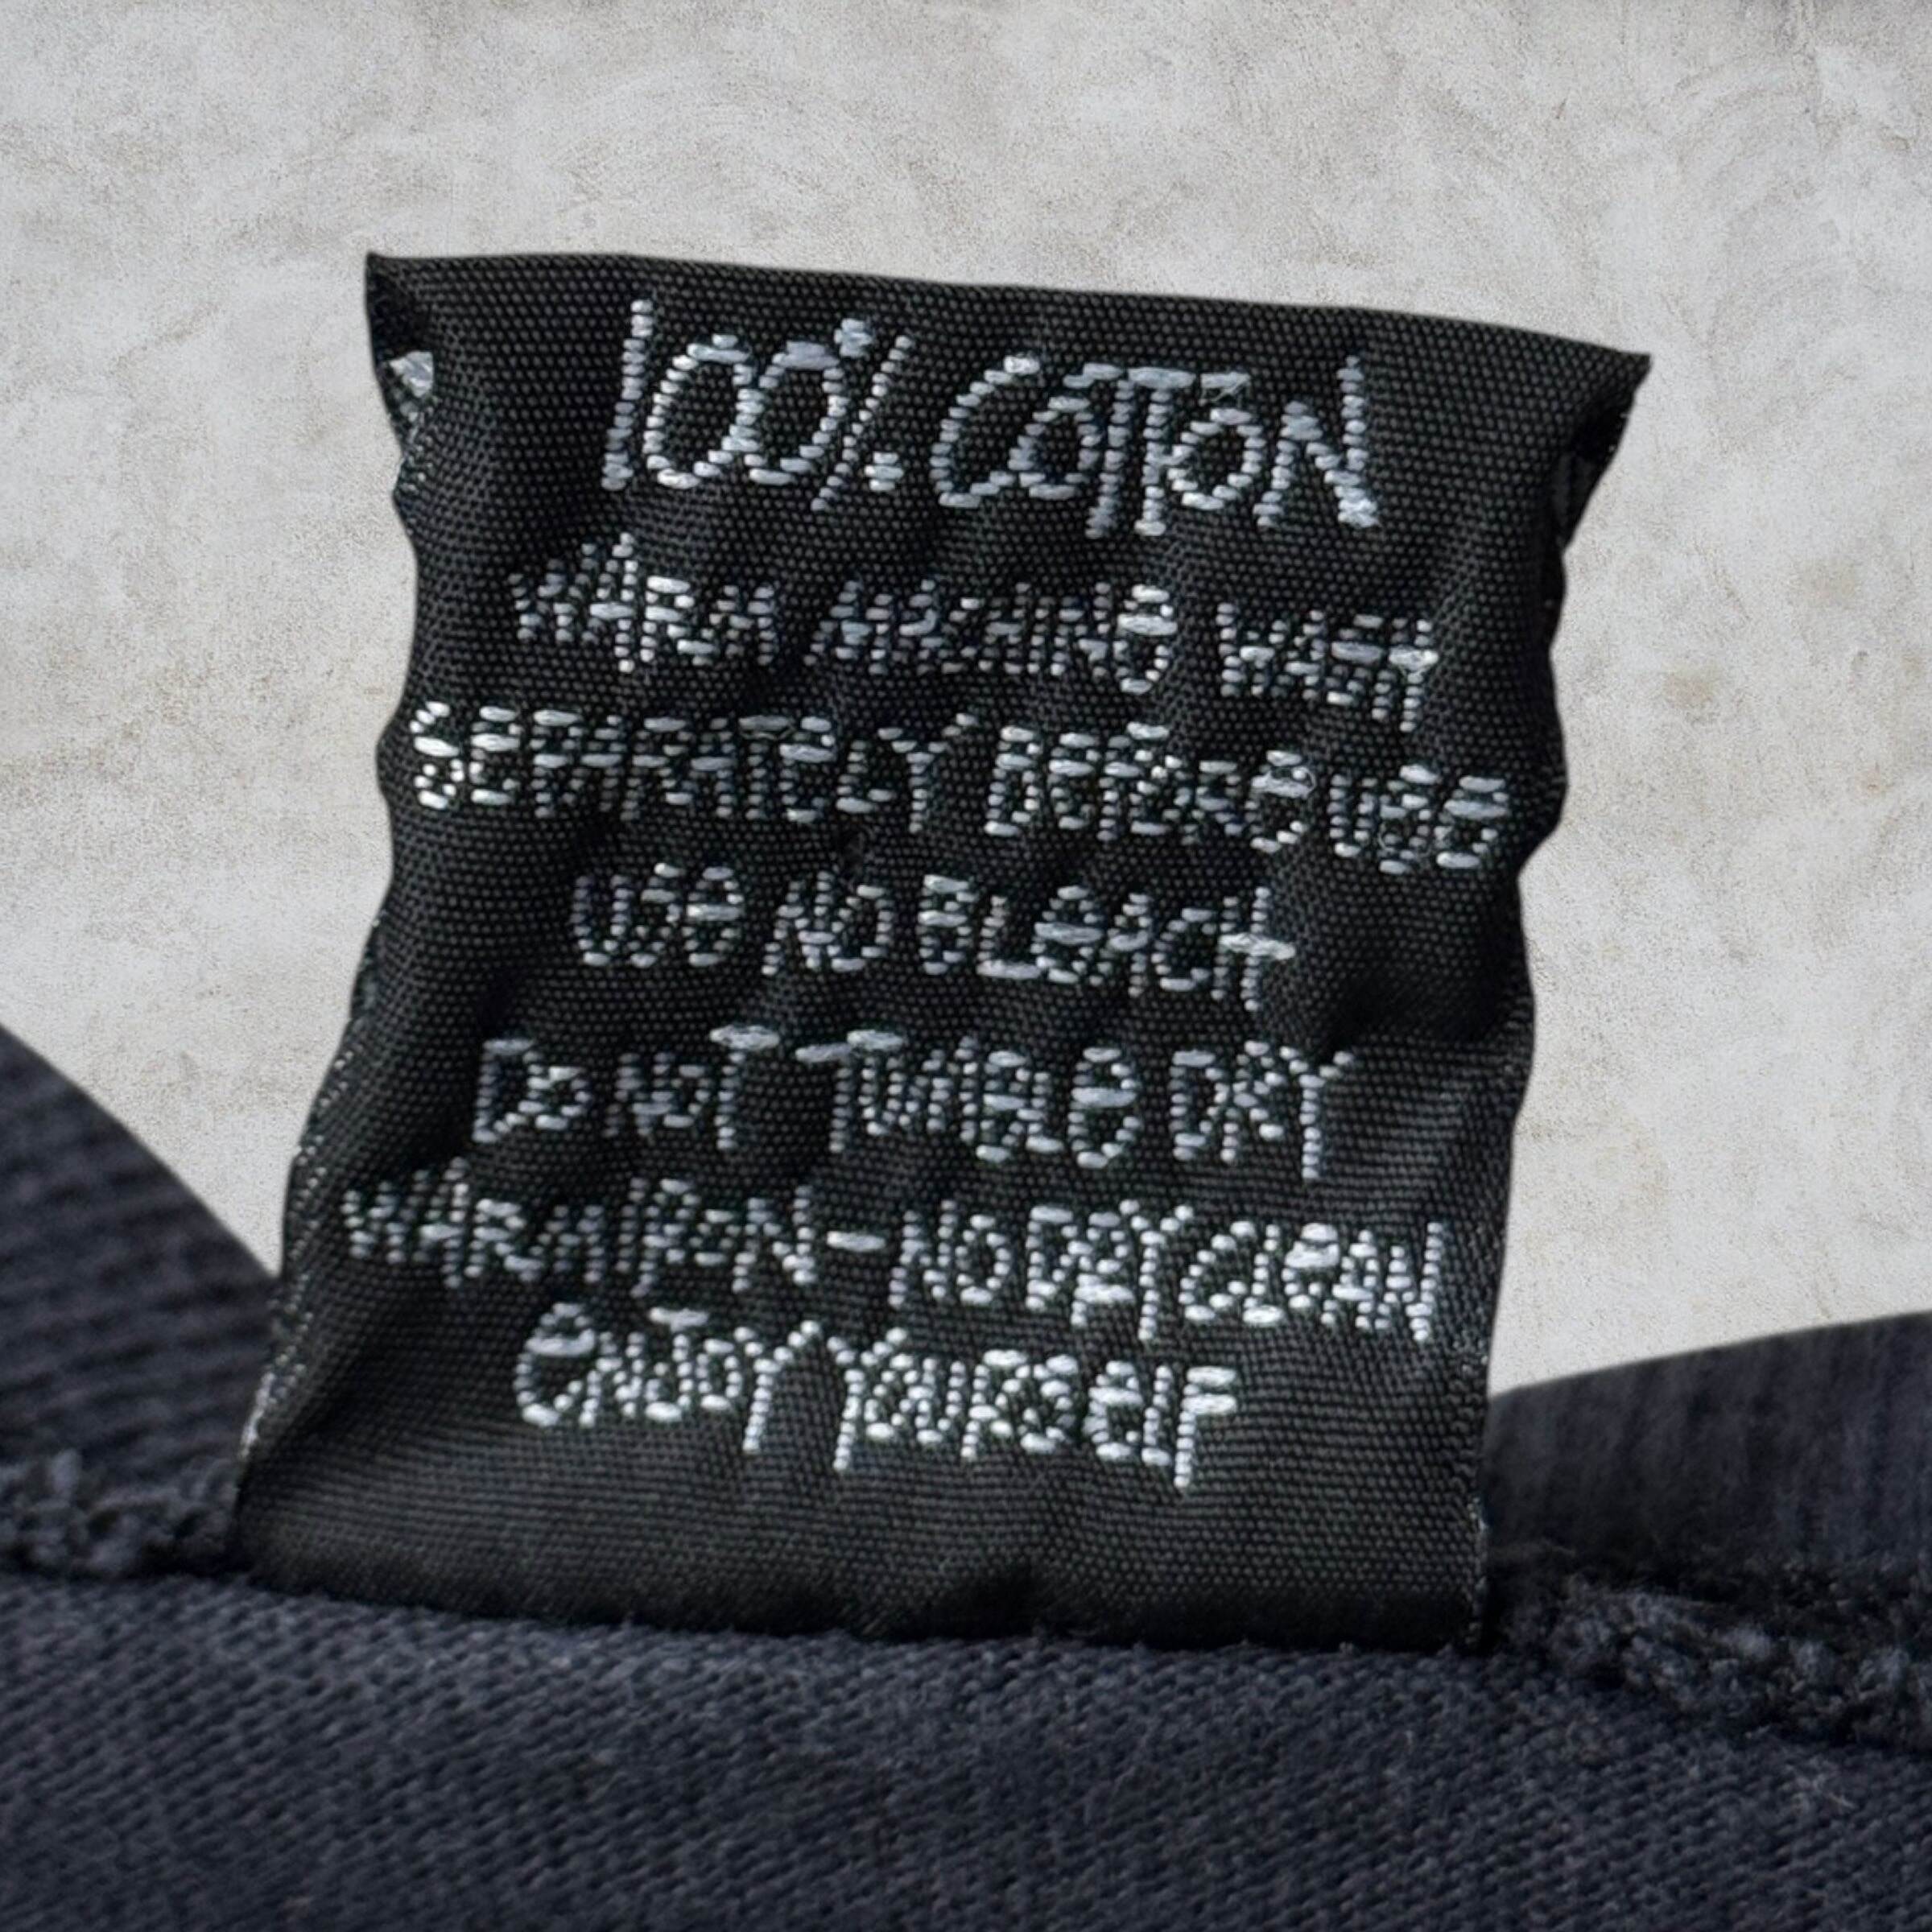 100% COTTON
WARM MACHINE WASH
SEPARATELY BEFORE USE
USE NO BLEACH
DO NOT TUMBLE DRY
WARM IRON - NO DRY CLEAN
ENJOY YOURSELF